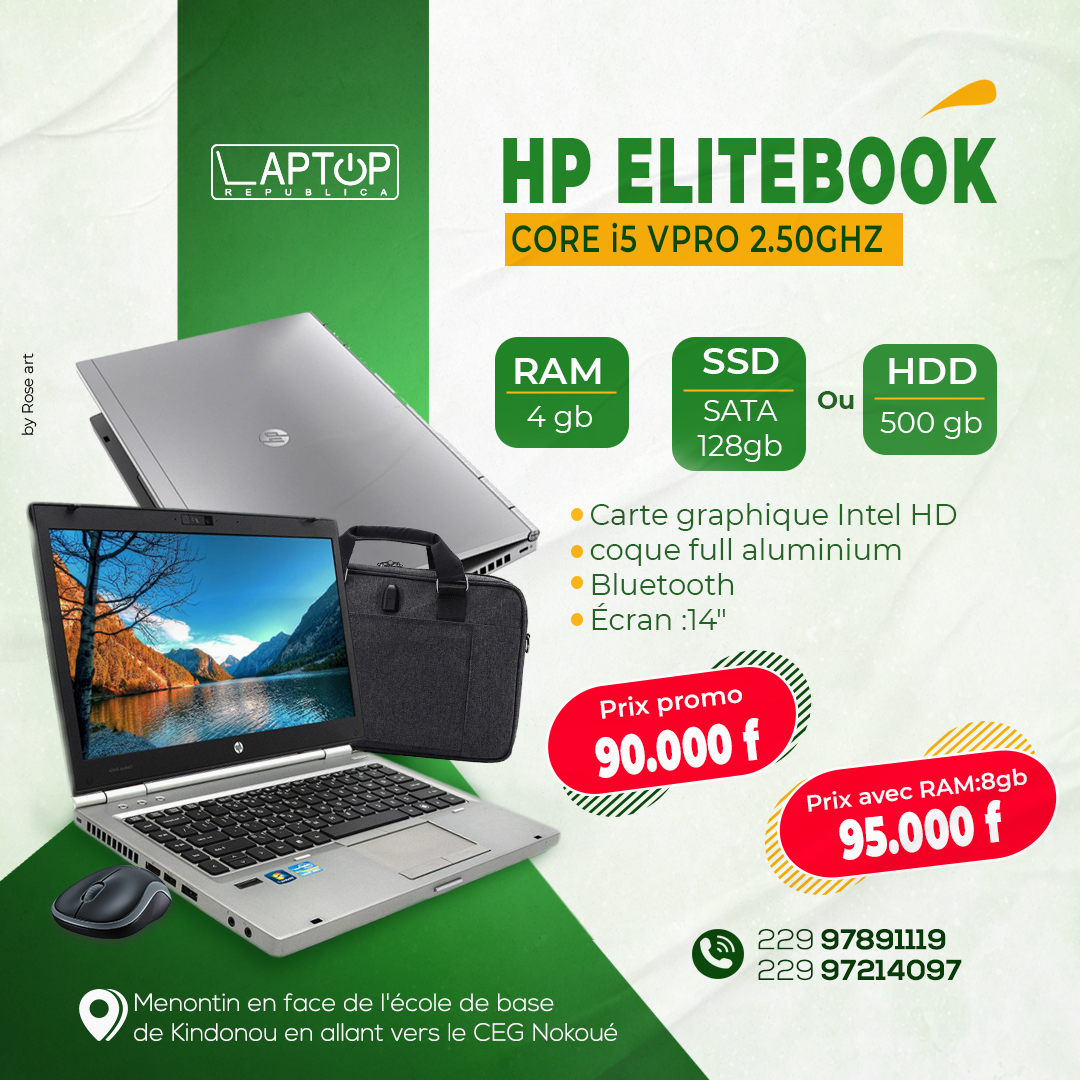 LAPTOP
REPUBLICA
HP ELITEBOOK
CORE i5 VPRO 2.50GHZ
by Rose art
RAM
4 gb
SSD
SATA
128gb
Ou
HDD
500 gb
Carte graphique Intel HD
coque full aluminium
Bluetooth
Écran :14"
Prix promo
90.000 f
Prix avec RAM:8gb
95.000 f
229 97891119
229 97214097
Menontin en face de l'école de base
de Kindonou en allant vers le CEG Nokoué